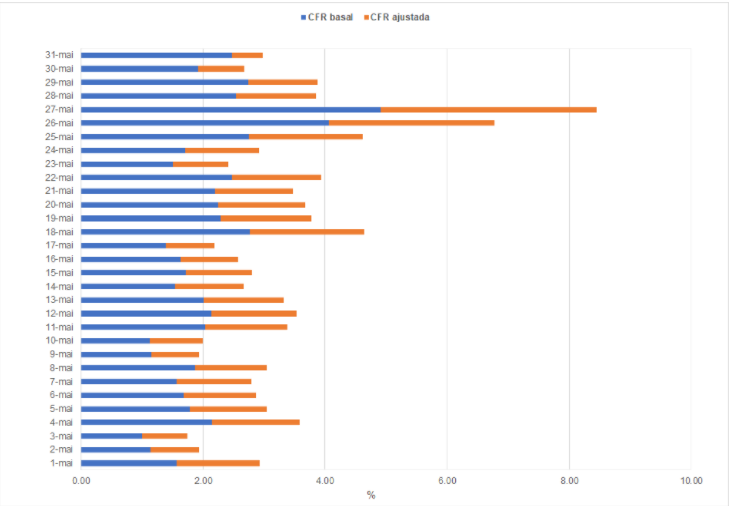 CFR basal CFR ajustada
31-mai
30-mai
29-mai
28-mai
27-mai
26-mai
25-mai
24-mai
23-mai
22-mai
21-mai
20-mai
19-mai
18-mai
17-mai
16-mai
15-mai
14-mai
13-mai
12-mai
11-mai
10-mai
9-mai
8-mai
7-mai
6-mai
5-mai
4-mai
3-mai
2-mai
1-mai
0.00 2.00 4.00 6.00 8.00 10.00
%